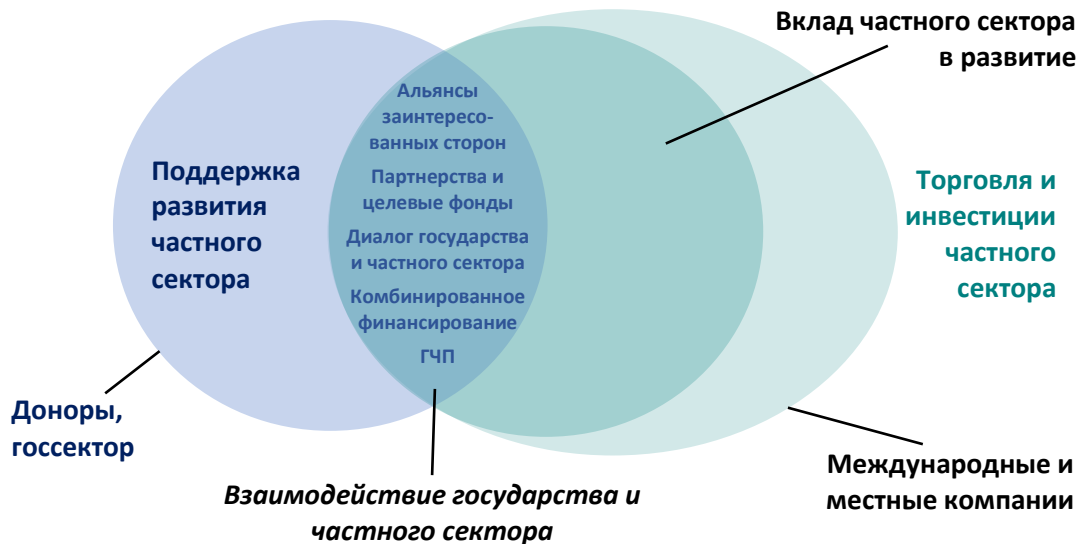 Вклад частного сектора
в развитие
Альянсы
заинтересо-
ванных сторон
Партнерства и
целевые фонды
Диалог государства
и частного сектора
Комбинированное
финансирование
ГЧП
Поддержка
развития
частного
сектора
Торговля и
инвестиции
частного
сектора
Доноры,
госсектор
Взаимодействие государства и
частного сектора
Международные и
местные компании